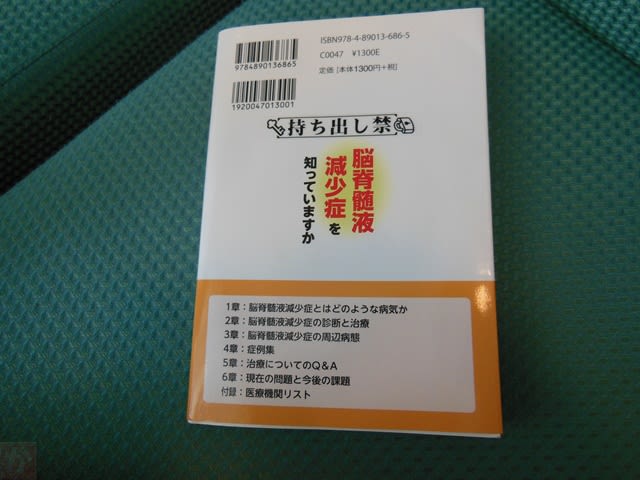 ISBN978-4-89013-686-5
C0047 ¥1300E
定価 [本体1300円+税]
9784890136865
1920047013001
持ち出し禁
脳脊髄液
減少症を
知っていますか
1章：脳脊髄液減少症とはどのような病気か
2章：脳脊髄液減少症の診断と治療
3章：脳脊髄液減少症の周辺病態
4章：症例集
5章：治療についてのQ&A
6章：現在の問題と今後の課題
付録：医療機関リスト